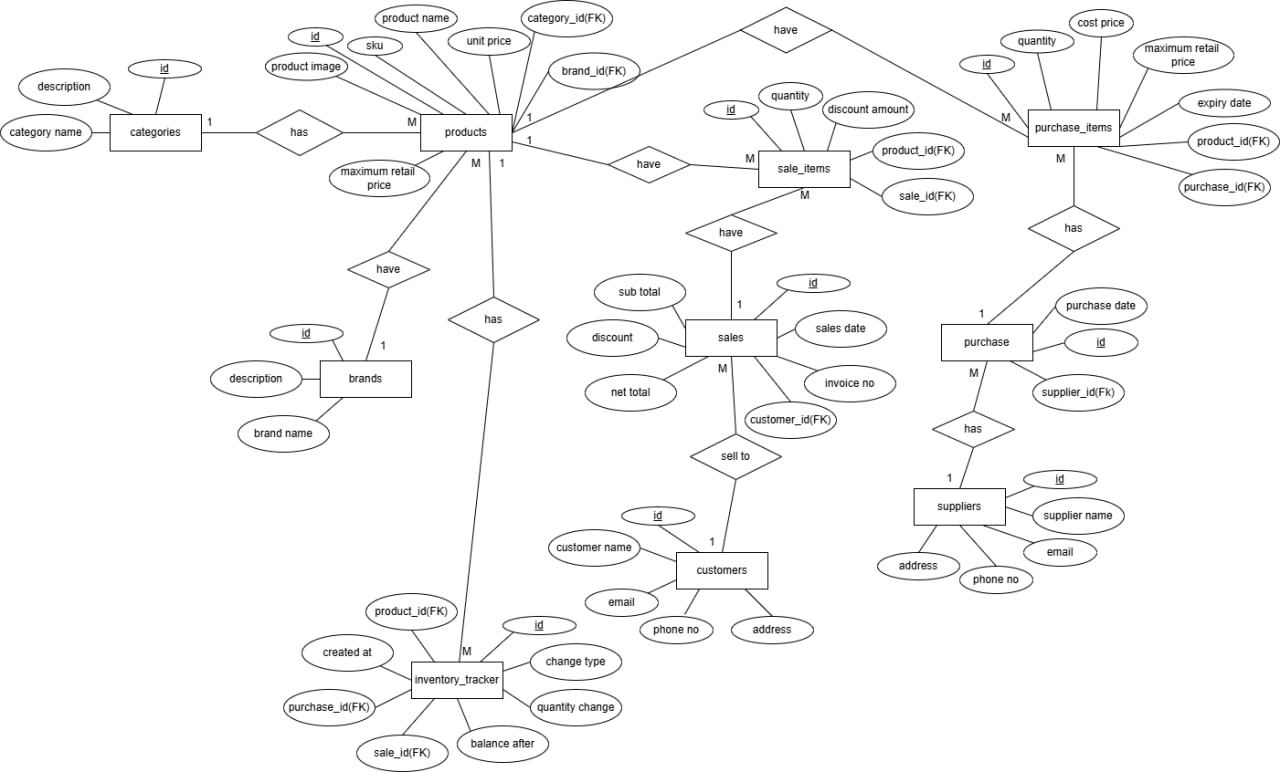 product name
category_id(FK)
id
sku
unit price
product image
brand_id(FK)
have
cost price
quantity
id
maximum retail
price
expiry date
product_id(FK)
purchase_id(FK)
description
id
category name
categories
1
has
M
products
1
1
M
1
maximum retail
price
have
M
id
quantity
discount amount
product_id(FK)
sale_id(FK)
sale_items
M
M
purchase_items
M
have
has
have
1
id
description
brand name
brands
has
sub total
id
discount
sales date
net total
invoice no
customer_id(FK)
1
sales
M
1
purchase date
id
supplier_id(Fk)
purchase
M
has
sell to
1
id
supplier name
email
phone no
address
suppliers
1
id
customer name
email
phone no
address
customers
product_id(FK)
id
created at
change type
purchase_id(FK)
quantity change
sale_id(FK)
balance after
M
inventory_tracker